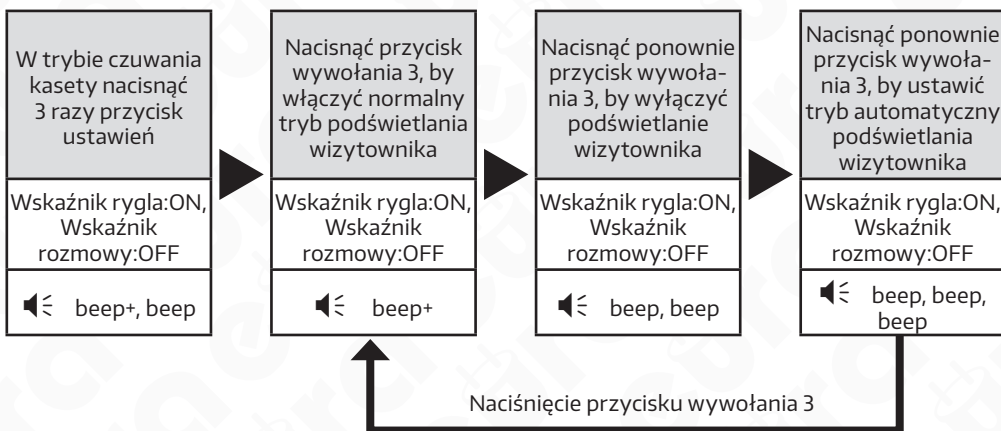 W trybie czuwania
kasety nacisnąć
3 razy przycisk
ustawień
Wskaźnik rygla:ON,
Wskaźnik
rozmowy:OFF
beep+, beep
Nacisnąć przycisk
wywołania 3, by
włączyć normalny
tryb podświetlania
wizytownika
Wskaźnik rygla:ON,
Wskaźnik
rozmowy:OFF
beep+
Nacisnąć ponownie
przycisk wywoła-
nia 3, by wyłączyć
podświetlanie
wizytownika
Wskaźnik rygla:ON,
Wskaźnik
rozmowy:OFF
beep, beep
Nacisnąć ponownie
przycisk wywoła-
nia 3, by ustawić
tryb automatyczny
podświetlania
wizytownika
Wskaźnik rygla:ON,
Wskaźnik
rozmowy:OFF
beep, beep,
beep
Naciśnięcie przycisku wywołania 3